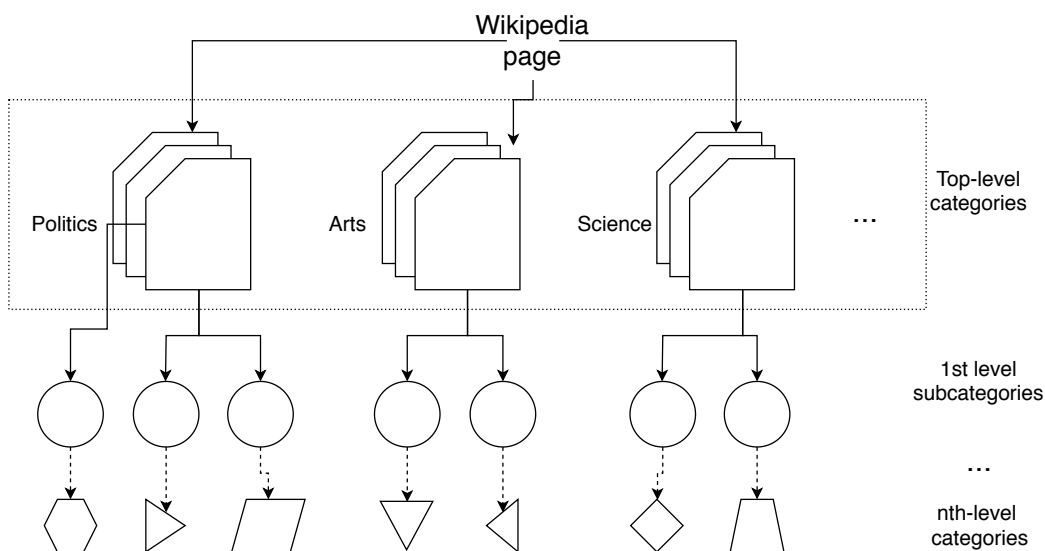 Wikipedia
page
Politics
Arts
Science
...
Top-level
categories
1st level
subcategories
...
nth-level
categories